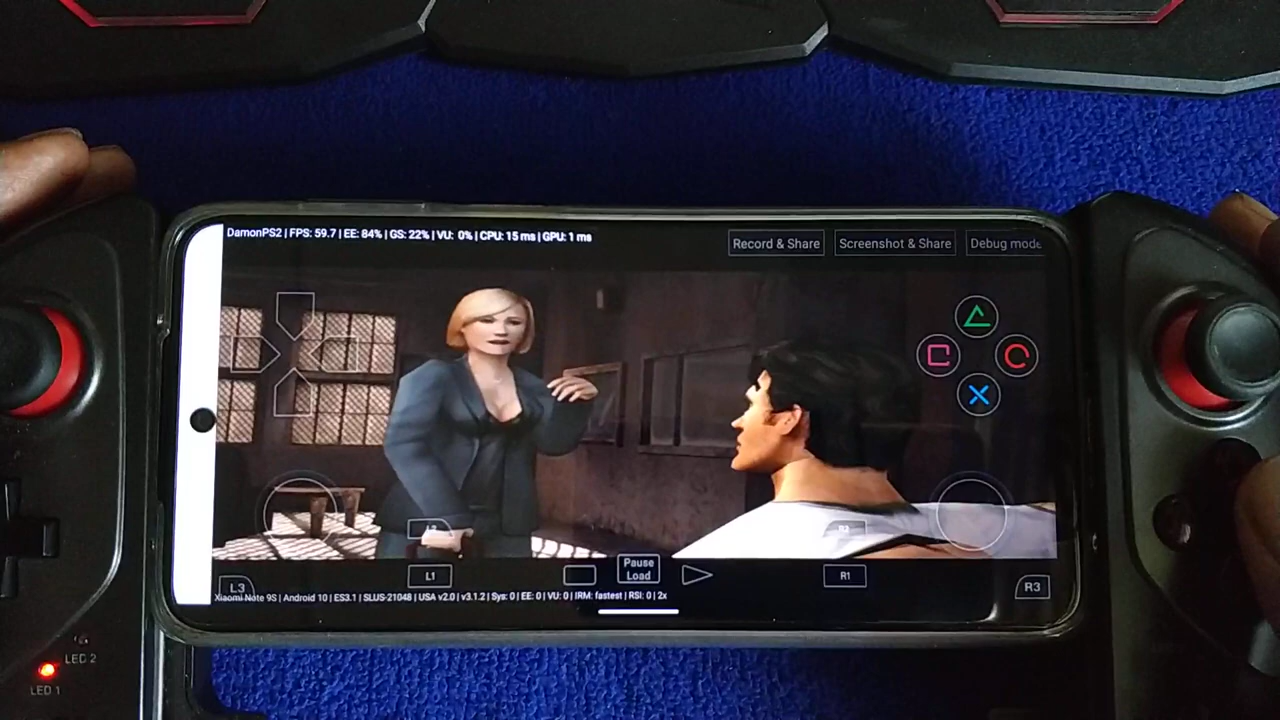 DamonPS2 | FPS: 59.7 | EE: 84% | GS: 22% | VU: 0% | CPU: 15 ms | GPU: 1 ms
Record & Share
Screenshot & Share
Debug mode
L2
R2
Pause
Load
L1
R1
L3
R3
Xiaomi Note 9S | Android 10 | ES3.1 | SLUS-21048 | USA v2.0 | v3.1.2 | Sys: 0 | EE: 0 | VU: 0 | IRM: fastest | RSI: 0 | 2x
LED 2
LED 1